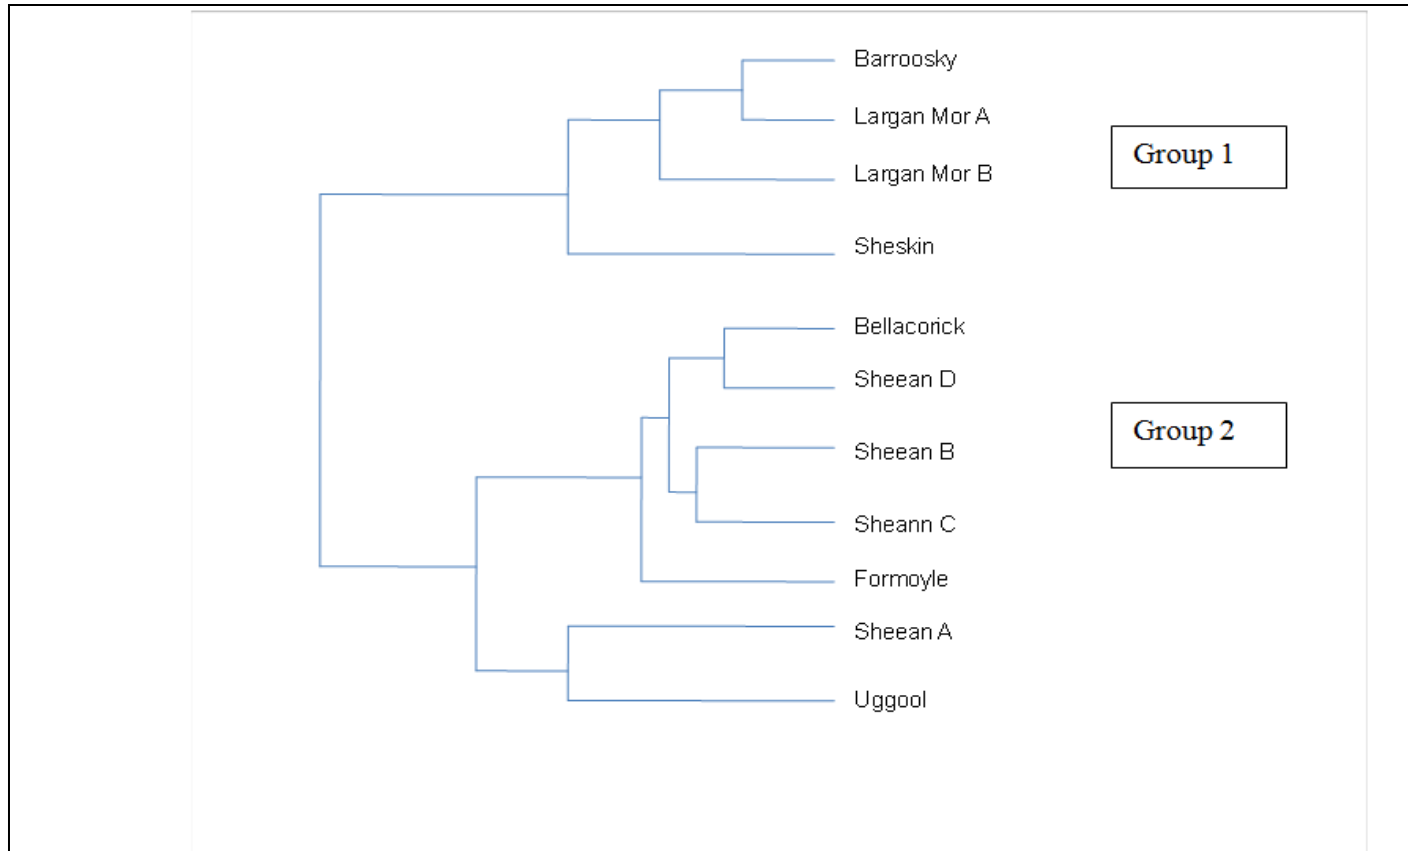 Barroosky
Largan Mor A
Group 1
Largan Mor B
Sheskin
Bellacorick
Sheean D
Group 2
Sheean B
Sheann C
Formoyle
Sheean A
Uggool